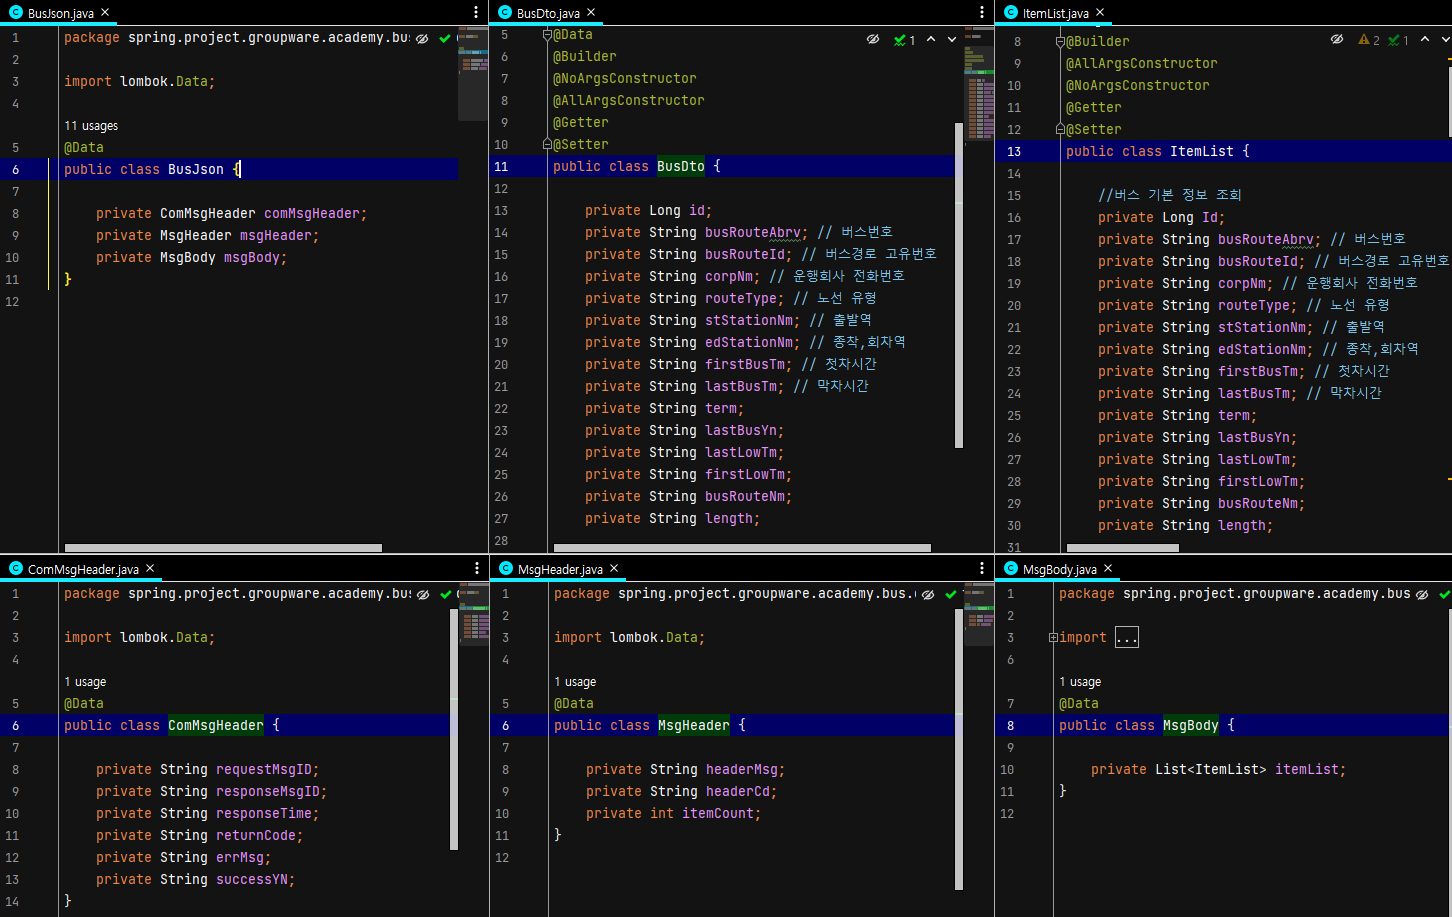 BusJson.java
1 package spring.project.groupware.academy.bus
2
3 import lombok.Data;
4
11 usages
5 @Data
6 public class BusJson {
7
8 private ComMsgHeader comMsgHeader;
9 private MsgHeader msgHeader;
10 private MsgBody msgBody;
11 }
12
BusDto.java
1
5 @Data
6 @Builder
7 @NoArgsConstructor
8 @AllArgsConstructor
9 @Getter
10 @Setter
11 public class BusDto {
12
13 private Long id;
14 private String busRouteAbrv; // 버스번호
15 private String busRouteId; // 버스경로 고유번호
16 private String corpNm; // 운행회사 전화번호
17 private String routeType; // 노선 유형
18 private String stStationNm; // 출발역
19 private String edStationNm; // 종착,회차역
20 private String firstBusTm; // 첫차시간
21 private String lastBusTm; // 막차시간
22 private String term;
23 private String lastBusYn;
24 private String lastLowTm;
25 private String firstLowTm;
26 private String busRouteNm;
27 private String length;
28
ItemList.java
2 1
8 @Builder
9 @AllArgsConstructor
10 @NoArgsConstructor
11 @Getter
12 @Setter
13 public class ItemList {
14
15 //버스 기본 정보 조회
16 private Long Id;
17 private String busRouteAbrv; // 버스번호
18 private String busRouteId; // 버스경로 고유번호
19 private String corpNm; // 운행회사 전화번호
20 private String routeType; // 노선 유형
21 private String stStationNm; // 출발역
22 private String edStationNm; // 종착,회차역
23 private String firstBusTm; // 첫차시간
24 private String lastBusTm; // 막차시간
25 private String term;
26 private String lastBusYn;
27 private String lastLowTm;
28 private String firstLowTm;
29 private String busRouteNm;
30 private String length;
31
ComMsgHeader.java
1 package spring.project.groupware.academy.bus
2
3 import lombok.Data;
4
1 usage
5 @Data
6 public class ComMsgHeader {
7
8 private String requestMsgID;
9 private String responseMsgID;
10 private String responseTime;
11 private String returnCode;
12 private String errMsg;
13 private String successYN;
14 }
MsgHeader.java
1 package spring.project.groupware.academy.bus.
2
3 import lombok.Data;
4
1 usage
5 @Data
6 public class MsgHeader {
7
8 private String headerMsg;
9 private String headerCd;
10 private int itemCount;
11 }
12
MsgBody.java
1 package spring.project.groupware.academy.bus
2
3 import ...
6
1 usage
7 @Data
8 public class MsgBody {
9
10 private List<ItemList> itemList;
11 }
12